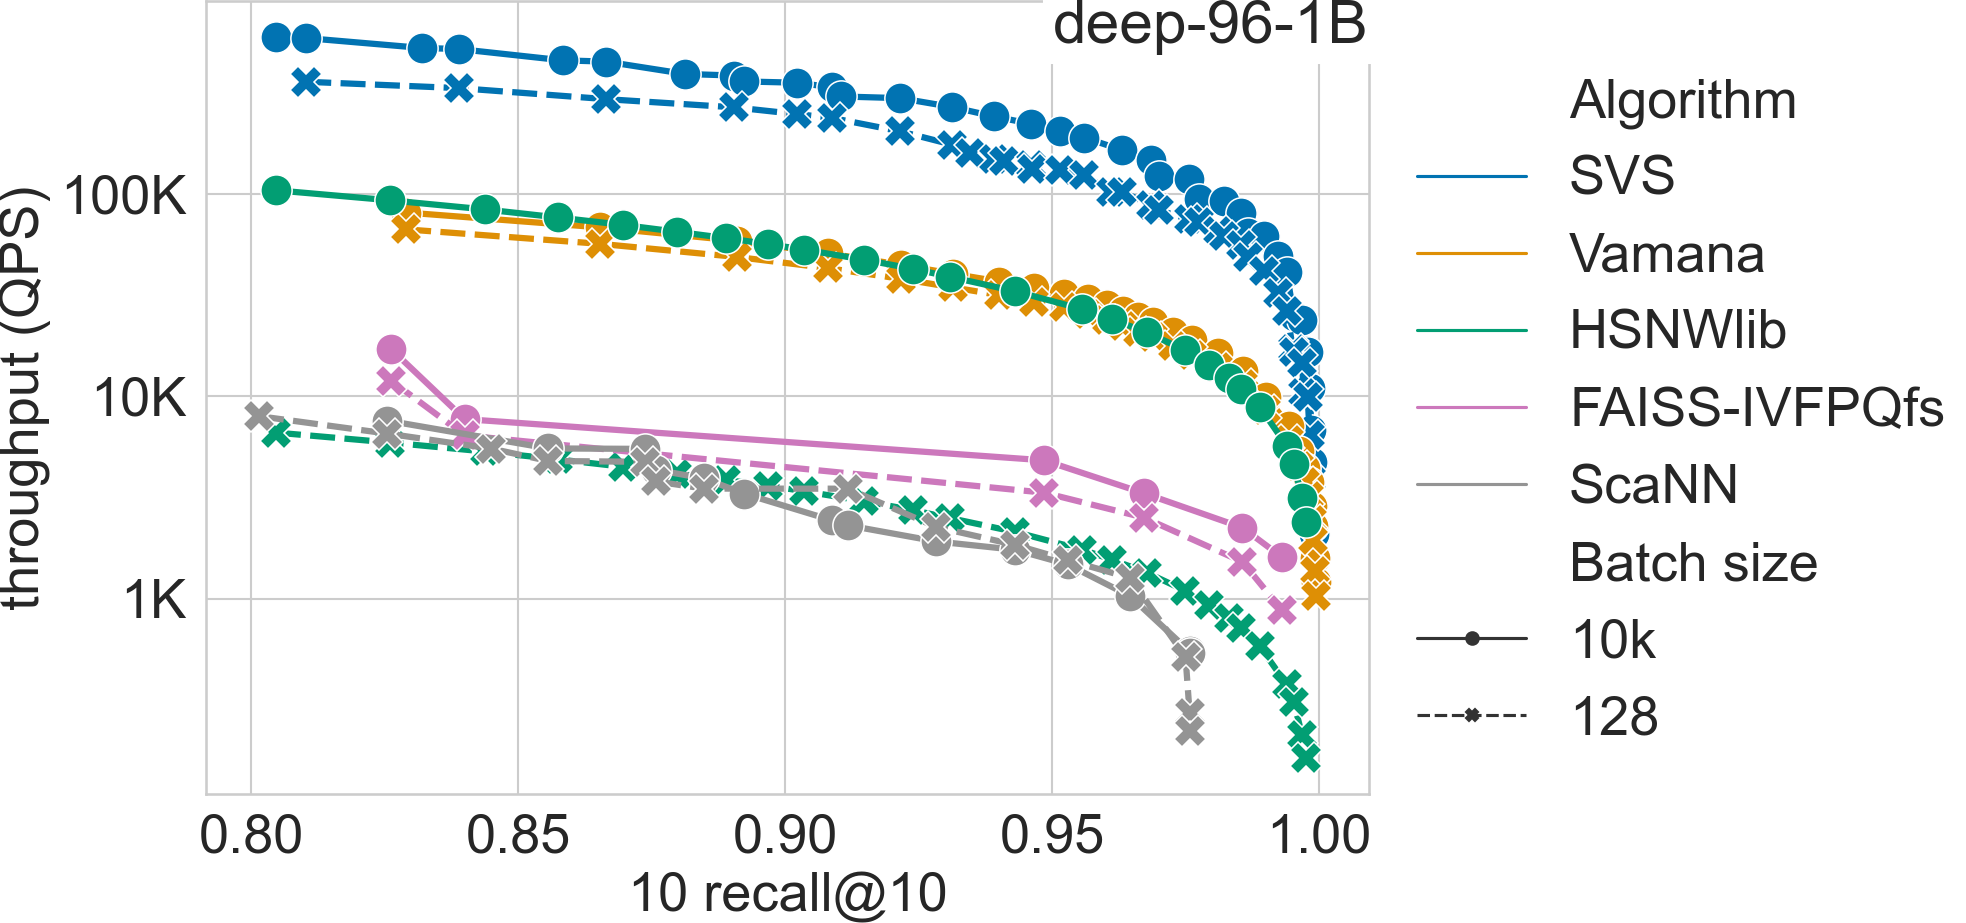 deep-96-1B
throughput (QPS)
100K
10K
1K
0.80 0.85 0.90 0.95 1.00
10 recall@10
Algorithm
SVS
Vamana
HSNWlib
FAISS-IVFPQfs
ScaNN
Batch size
10k
128